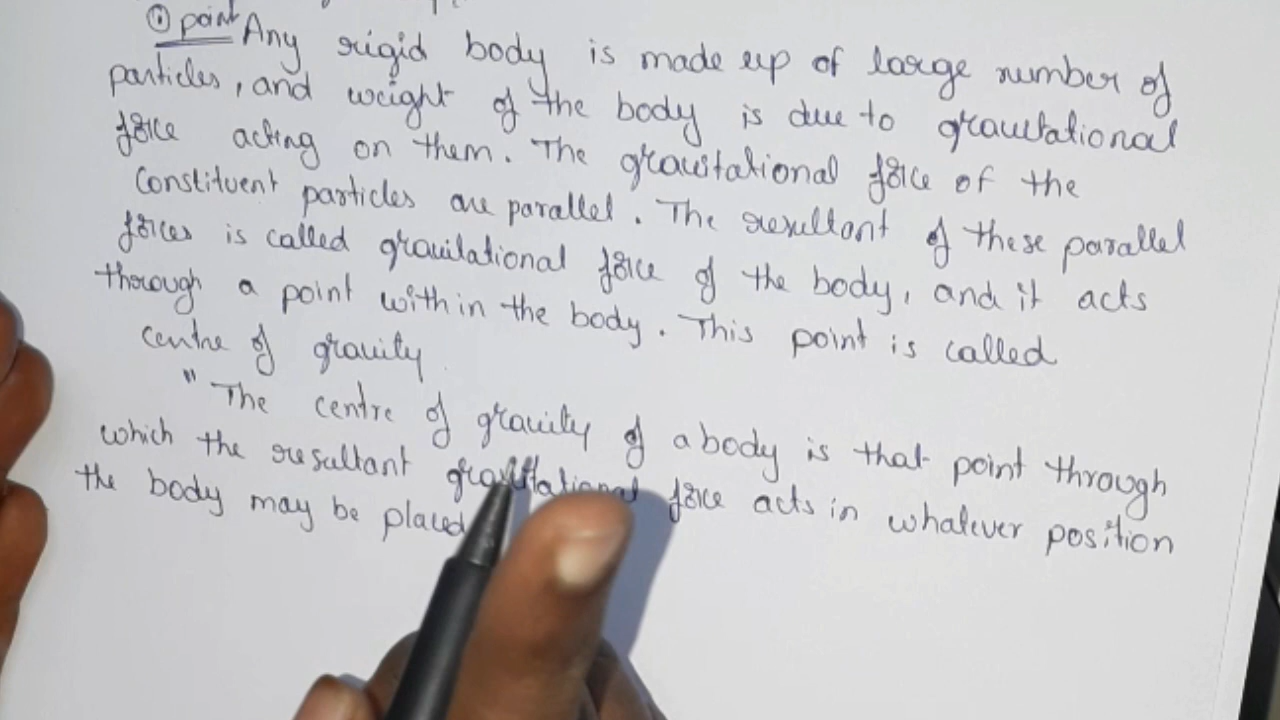 ① point Any rigid body is made up of large number of
particles, and weight of the body is due to gravitational
force acting on them. The gravitational force of the
Constituent particles are parallel. The resultant of these parallel
forces is called gravitational force of the body, and it acts
through a point within the body. This point is called
centre of gravity.
"The centre of gravity of a body is that point through
which the resultant gravitational force acts in whatever position
the body may be placed